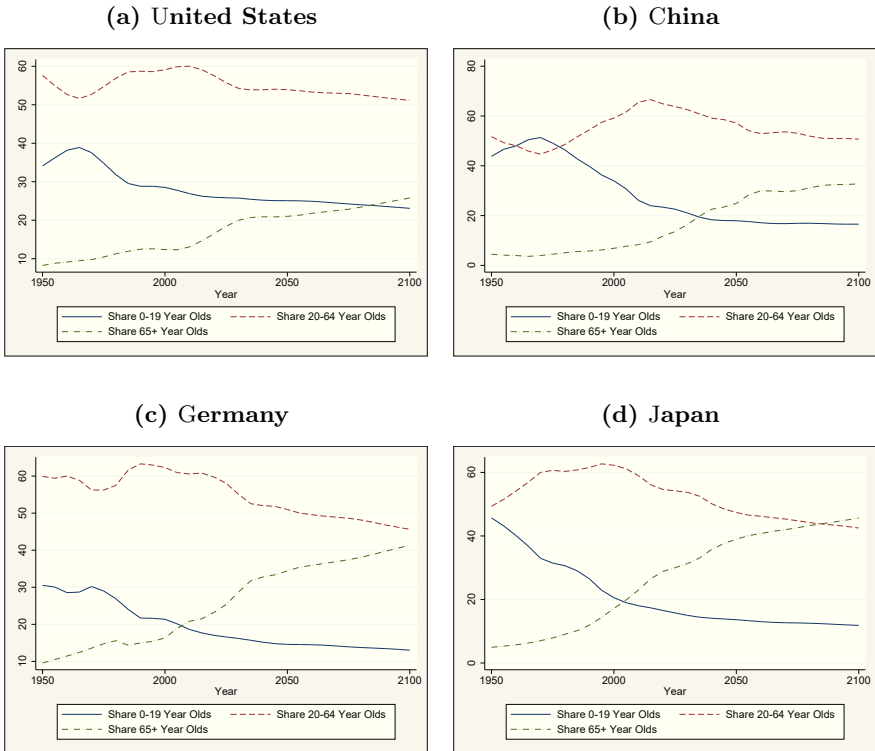 (a) United States
60
50
40
30
20
10
1950 2000 2050 2100
Year
Share 0-19 Year Olds Share 20-64 Year Olds
Share 65+ Year Olds
(b) China
80
60
40
20
0
1950 2000 2050 2100
Year
Share 0-19 Year Olds Share 20-64 Year Olds
Share 65+ Year Olds
(c) Germany
60
50
40
30
20
10
1950 2000 2050 2100
Year
Share 0-19 Year Olds Share 20-64 Year Olds
Share 65+ Year Olds
(d) Japan
60
40
20
0
1950 2000 2050 2100
Year
Share 0-19 Year Olds Share 20-64 Year Olds
Share 65+ Year Olds